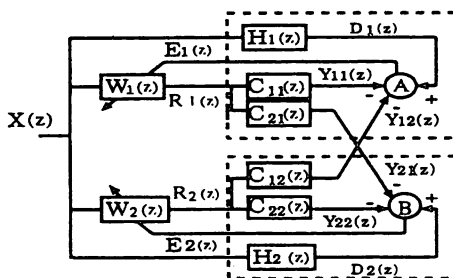 H1(z) D1(z)
E1(z)
W1(z) C11(z) Y11(z) A
R1(z) - - +
C21(z) Y12(z)
X(z)
C12(z) Y21(z)
R2(z) - +
W2(z) C22(z) - B
Y22(z)
E2(z) H2(z)
D2(z)